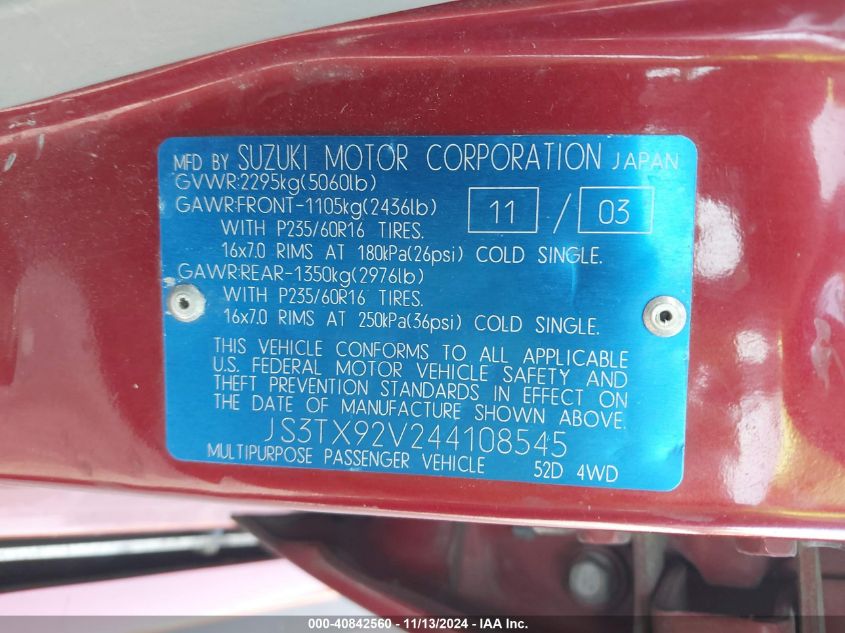 MFD BY SUZUKI MOTOR CORPORATION JAPAN
GVWR:2295kg(5060lb)
GAWR:FRONT-1105kg(2436lb) 11 / 03
WITH P235/60R16 TIRES.
16x7.0 RIMS AT 180kPa(26psi) COLD SINGLE.
GAWR:REAR-1350kg(2976lb)
WITH P235/60R16 TIRES.
16x7.0 RIMS AT 250kPa(36psi) COLD SINGLE.
THIS VEHICLE CONFORMS TO ALL APPLICABLE
U.S. FEDERAL MOTOR VEHICLE SAFETY AND
THEFT PREVENTION STANDARDS IN EFFECT ON
THE DATE OF MANUFACTURE SHOWN ABOVE.
JS3TX92V244108545
MULTIPURPOSE PASSENGER VEHICLE 52D 4WD
000-40842560 - 11/13/2024 - IAA Inc.